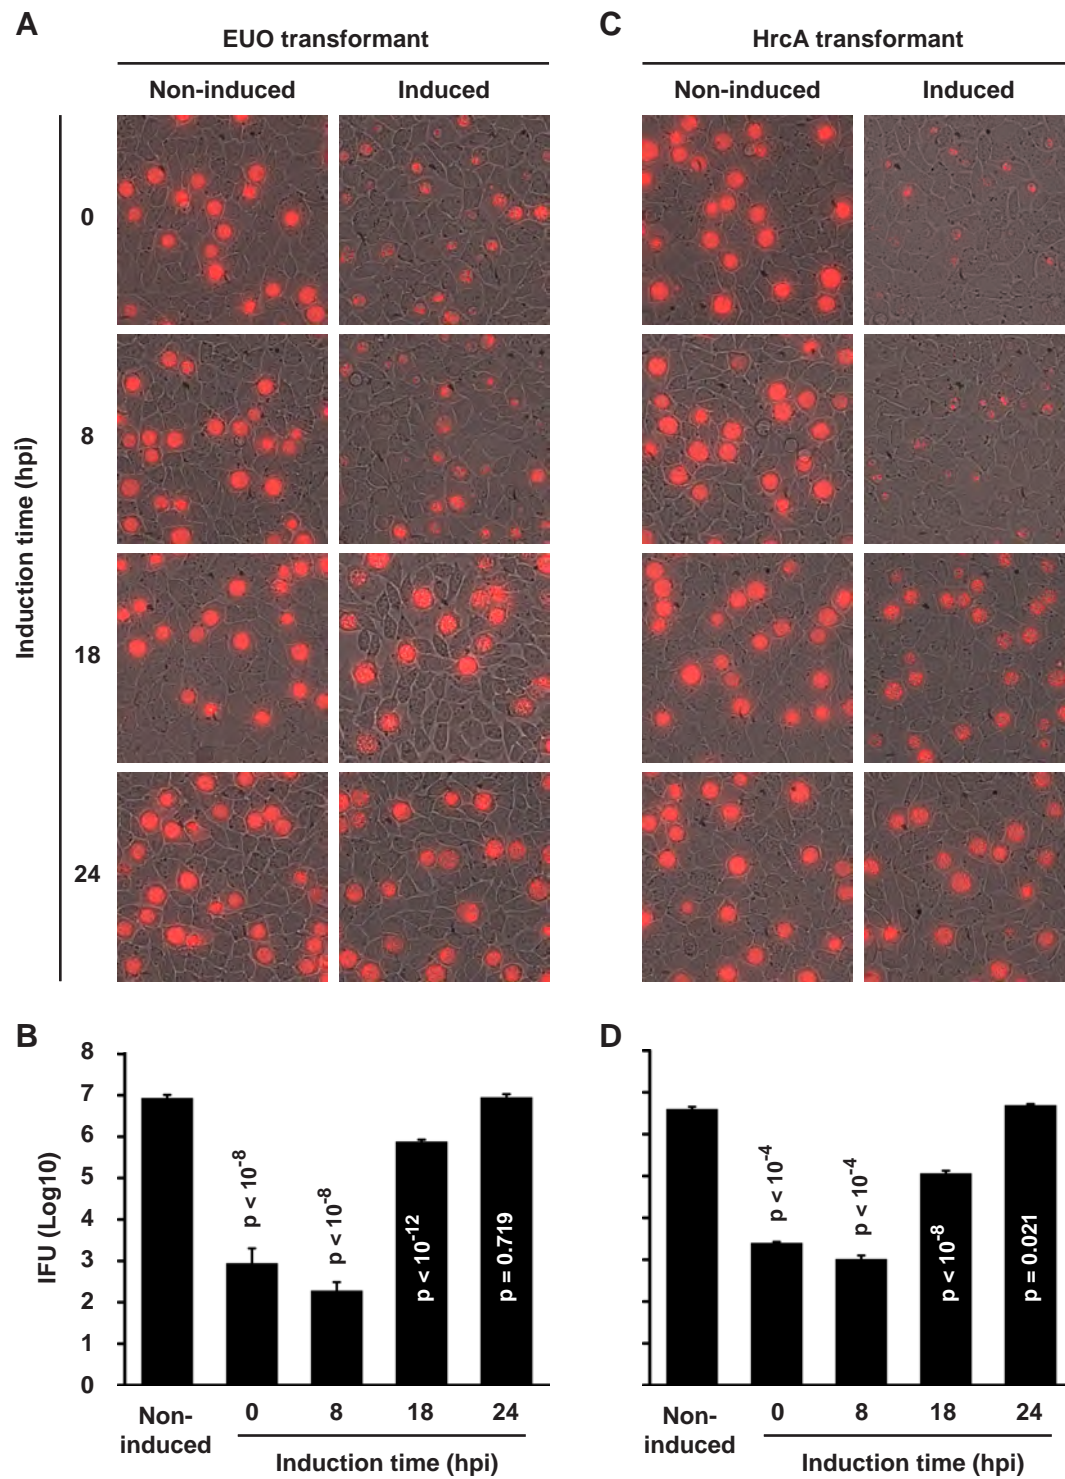 A
EUO transformant
Non-induced
Induced
C
HrcA transformant
Non-induced
Induced
Induction time (hpi)
0
8
18
24
B
IFU (Log10)
8
7
6
5
4
3
2
1
0
p < 10-8
p < 10-8
p < 10-12
p = 0.719
Non-
induced
0
8
18
24
Induction time (hpi)
D
p < 10-4
p < 10-4
p < 10-8
p = 0.021
Non-
induced
0
8
18
24
Induction time (hpi)